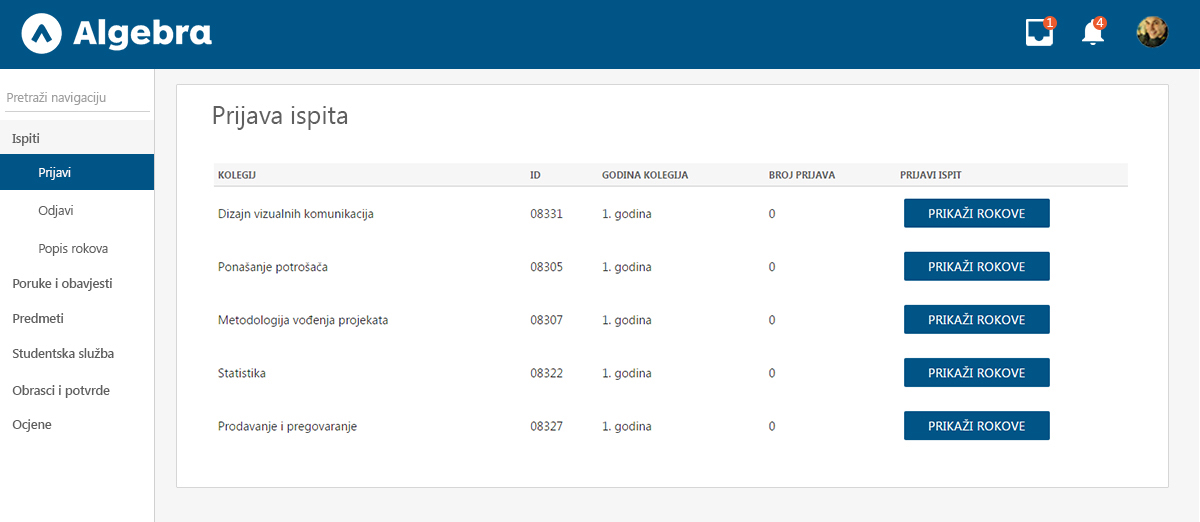 Algebra
1
4
Pretraži navigaciju
Ispiti
Prijavi
Odjavi
Popis rokova
Poruke i obavjesti
Predmeti
Studentska služba
Obrasci i potvrde
Ocjene
Prijava ispita
KOLEGIJ ID GODINA KOLEGIJA BROJ PRIJAVA PRIJAVI ISPIT
Dizajn vizualnih komunikacija 08331 1. godina 0 PRIKAŽI ROKOVE
Ponašanje potrošača 08305 1. godina 0 PRIKAŽI ROKOVE
Metodologija vođenja projekata 08307 1. godina 0 PRIKAŽI ROKOVE
Statistika 08322 1. godina 0 PRIKAŽI ROKOVE
Prodavanje i pregovaranje 08327 1. godina 0 PRIKAŽI ROKOVE